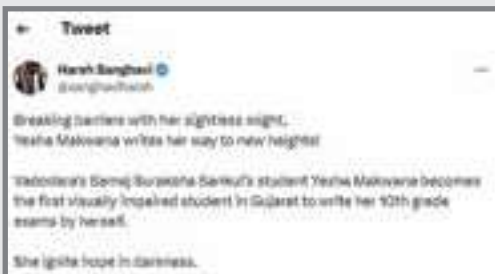 ← Tweet
Harsh Sanghavi
@sanghaviharsh
Breaking barriers with her sightless might,
Yesha Makwana writes her way to new heights!
Vadodara's Samaj Suraksha Sankul's student Yesha Makwana becomes
the first visually impaired student in Gujarat to write her 10th grade
exams by herself.
She ignite hope in darkness.